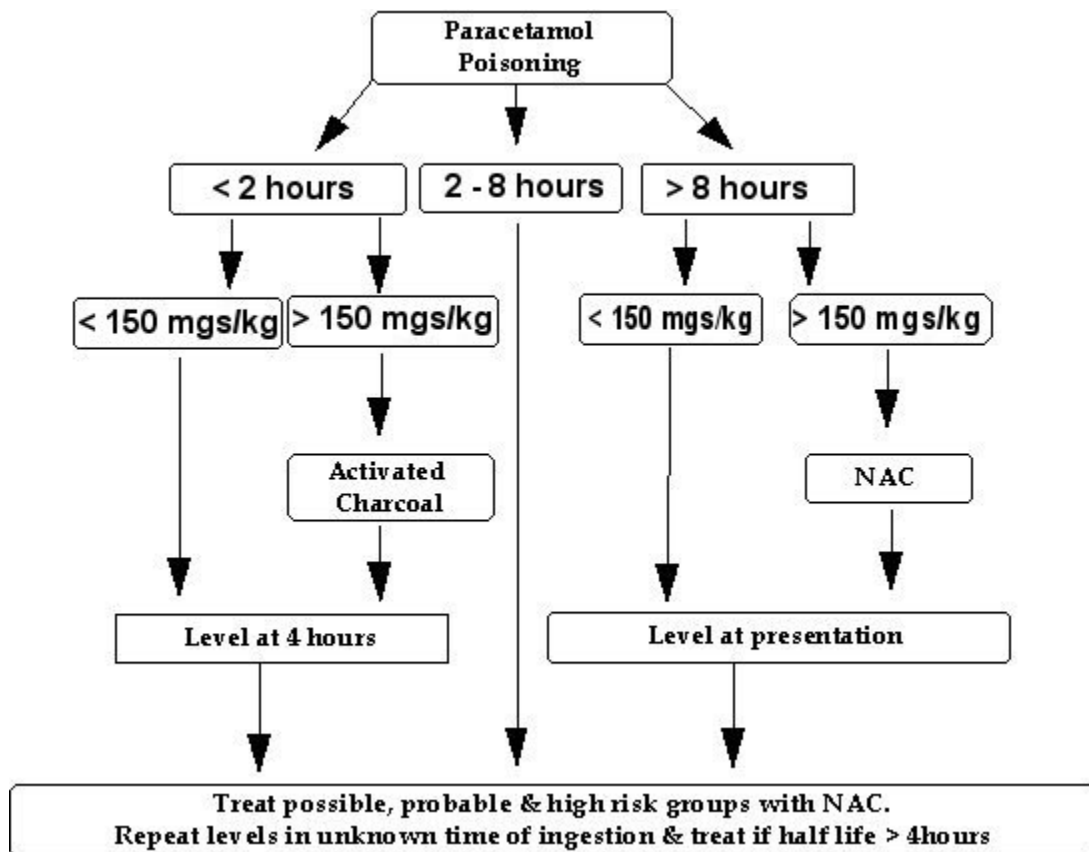 Paracetamol
Poisoning
< 2 hours
2 - 8 hours
> 8 hours
< 150 mgs/kg
> 150 mgs/kg
< 150 mgs/kg
> 150 mgs/kg
Activated
Charcoal
NAC
Level at 4 hours
Level at presentation
Treat possible, probable & high risk groups with NAC.
Repeat levels in unknown time of ingestion & treat if half life > 4hours